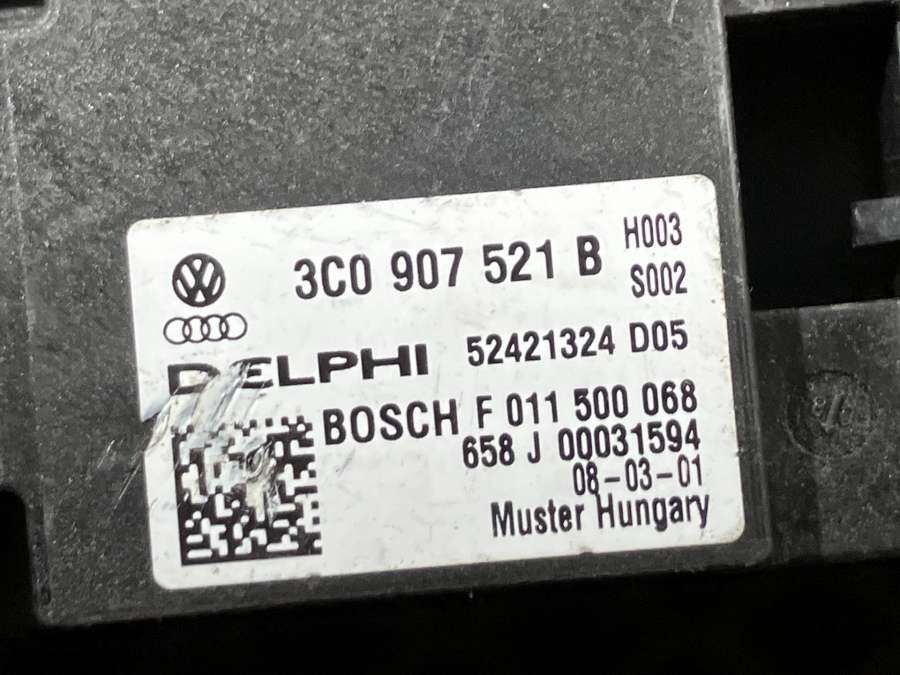 3C0 907 521 B H003
S002
DELPHI 52421324 D05
BOSCH F 011 500 068
658 J 00031594
08-03-01
Muster Hungary